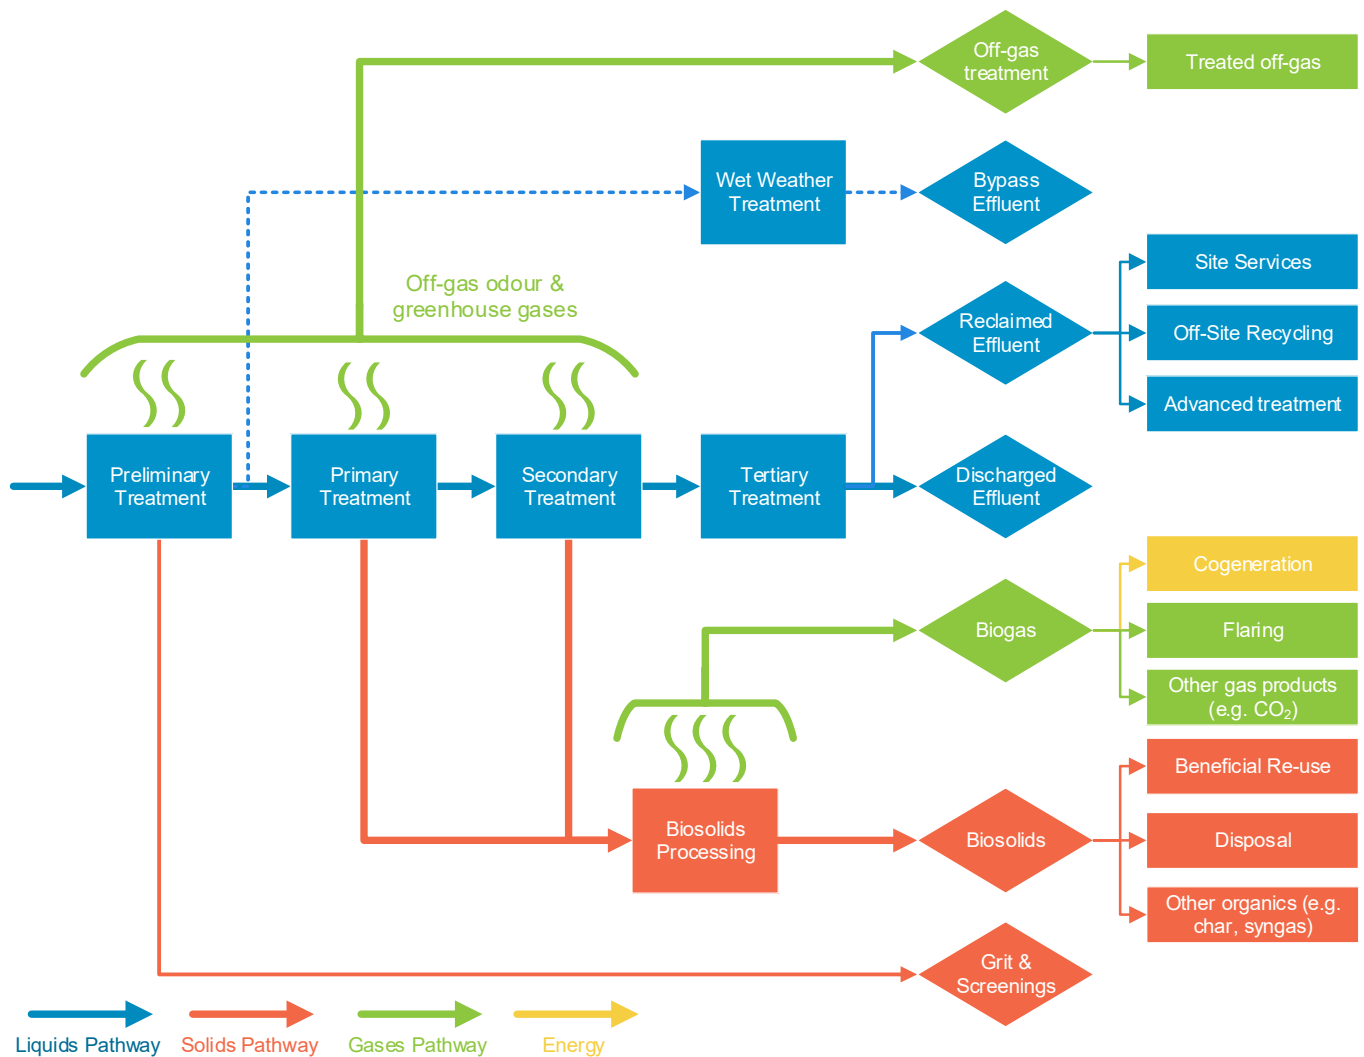 Off-gas
treatment
Treated off-gas
Wet Weather
Treatment
Bypass
Effluent
Off-gas odour &
greenhouse gases
Reclaimed
Effluent
Site Services
Off-Site Recycling
Advanced treatment
Preliminary
Treatment
Primary
Treatment
Secondary
Treatment
Tertiary
Treatment
Discharged
Effluent
Biogas
Cogeneration
Flaring
Other gas products
(e.g. CO₂)
Biosolids
Processing
Biosolids
Beneficial Re-use
Disposal
Other organics (e.g.
char, syngas)
Grit &
Screenings
Liquids Pathway
Solids Pathway
Gases Pathway
Energy